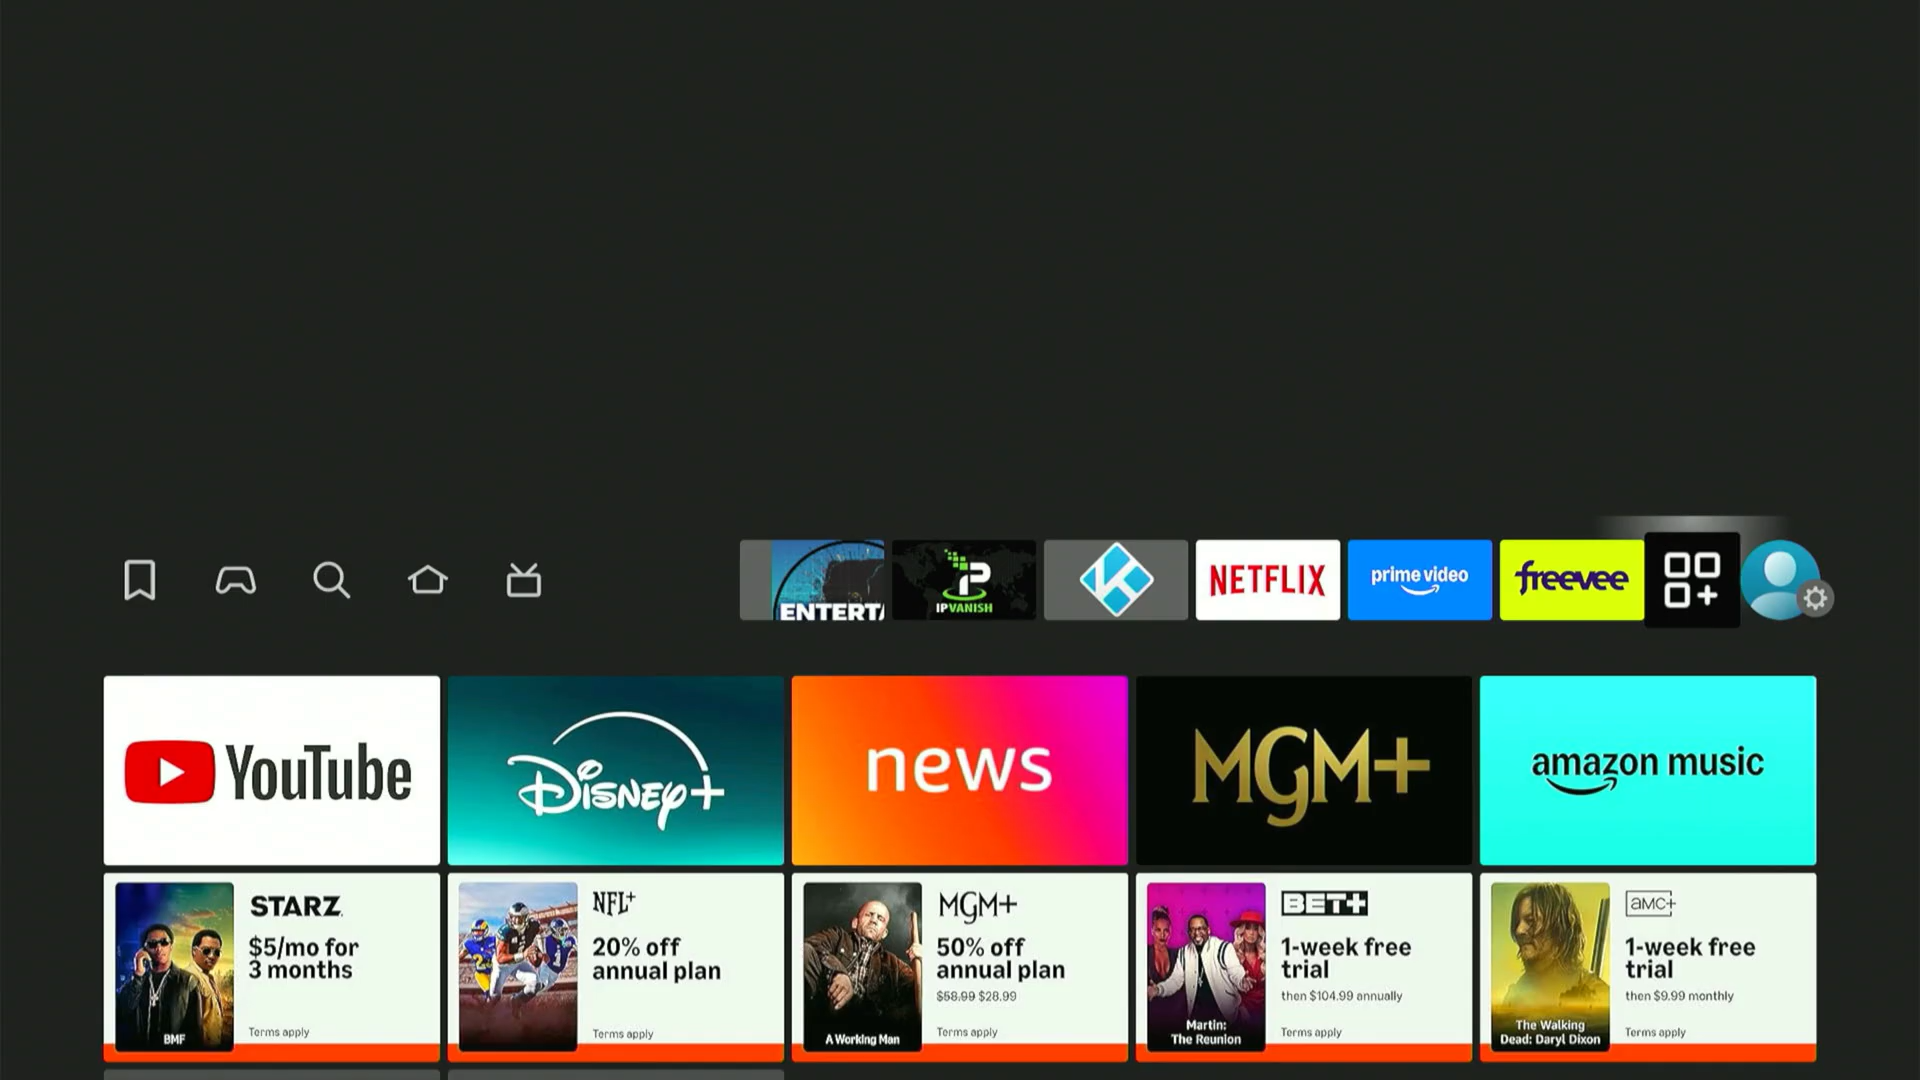 ENTERTA
IPVANISH
NETFLIX
prime video
freevee
YouTube
Disney+
news
MGM+
amazon music
STARZ
$5/mo for
3 months
Terms apply
BMF
NFL+
20% off
annual plan
Terms apply
MGM+
50% off
annual plan
$58.99 $28.99
Terms apply
A Working Man
BET+
1-week free
trial
then $104.99 annually
Terms apply
Martin:
The Reunion
amc+
1-week free
trial
then $9.99 monthly
Terms apply
The Walking
Dead: Daryl Dixon